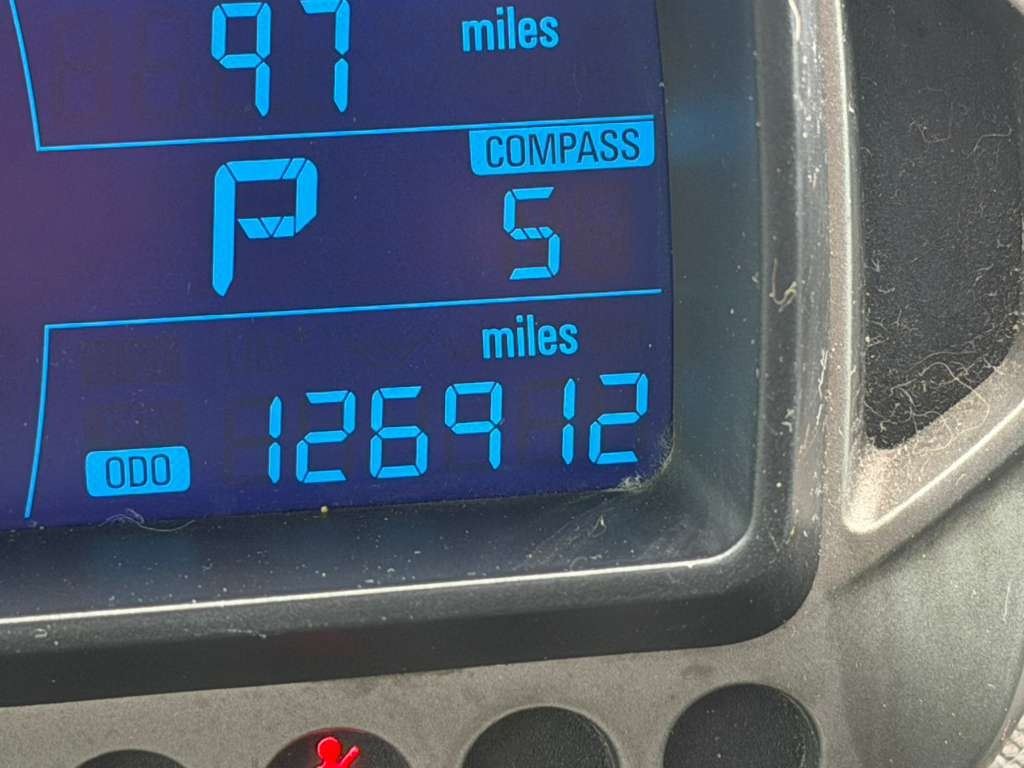 97 miles
COMPASS
P S
miles
ODO 126912